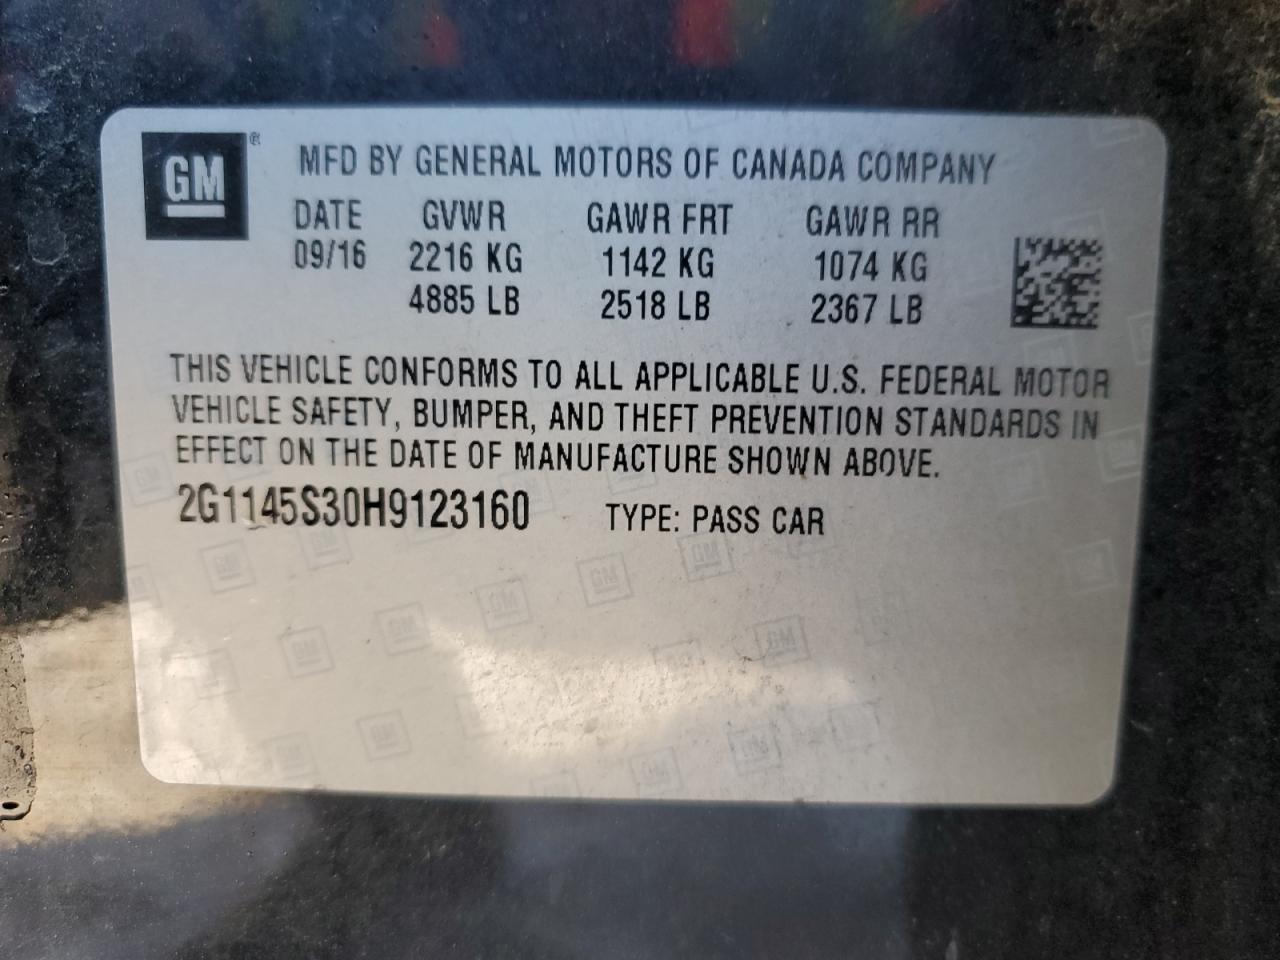 GM® MFD BY GENERAL MOTORS OF CANADA COMPANY
DATE GVWR GAWR FRT GAWR RR
09/16 2216 KG 1142 KG 1074 KG
4885 LB 2518 LB 2367 LB
THIS VEHICLE CONFORMS TO ALL APPLICABLE U.S. FEDERAL MOTOR
VEHICLE SAFETY, BUMPER, AND THEFT PREVENTION STANDARDS IN
EFFECT ON THE DATE OF MANUFACTURE SHOWN ABOVE.
2G1145S30H9123160 TYPE: PASS CAR